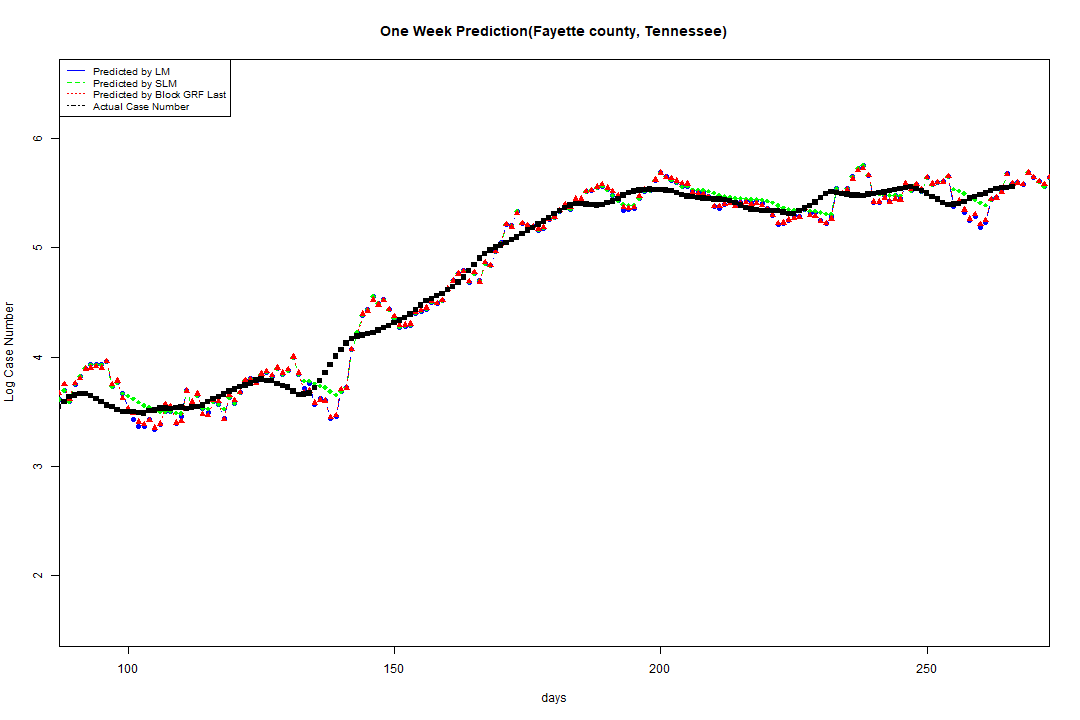 One Week Prediction(Fayette county, Tennessee)
Predicted by LM
Predicted by SLM
Predicted by Block GRF Last
Actual Case Number
6
5
4
3
2
Log Case Number
100 150 200 250
days